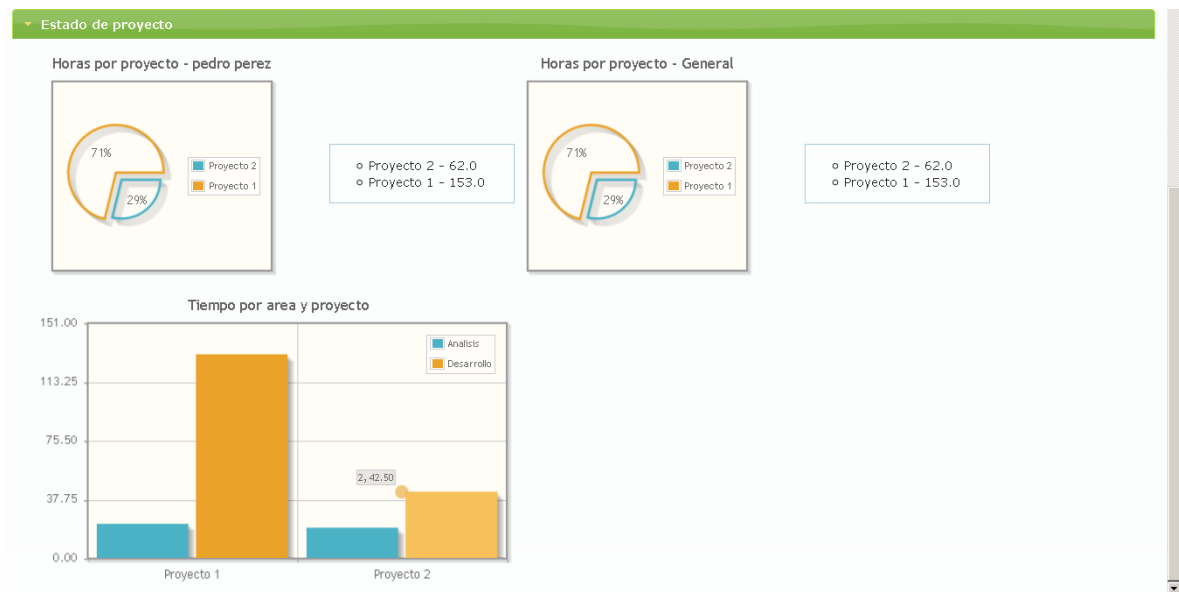 Estado de proyecto
Horas por proyecto - pedro perez
71%
29%
Proyecto 2
Proyecto 1
Proyecto 2 - 62.0
Proyecto 1 - 153.0
Horas por proyecto - General
71%
29%
Proyecto 2
Proyecto 1
Proyecto 2 - 62.0
Proyecto 1 - 153.0
Tiempo por area y proyecto
151.00
113.25
75.50
37.75
0.00
Analisis
Desarrollo
2, 42.50
Proyecto 1
Proyecto 2